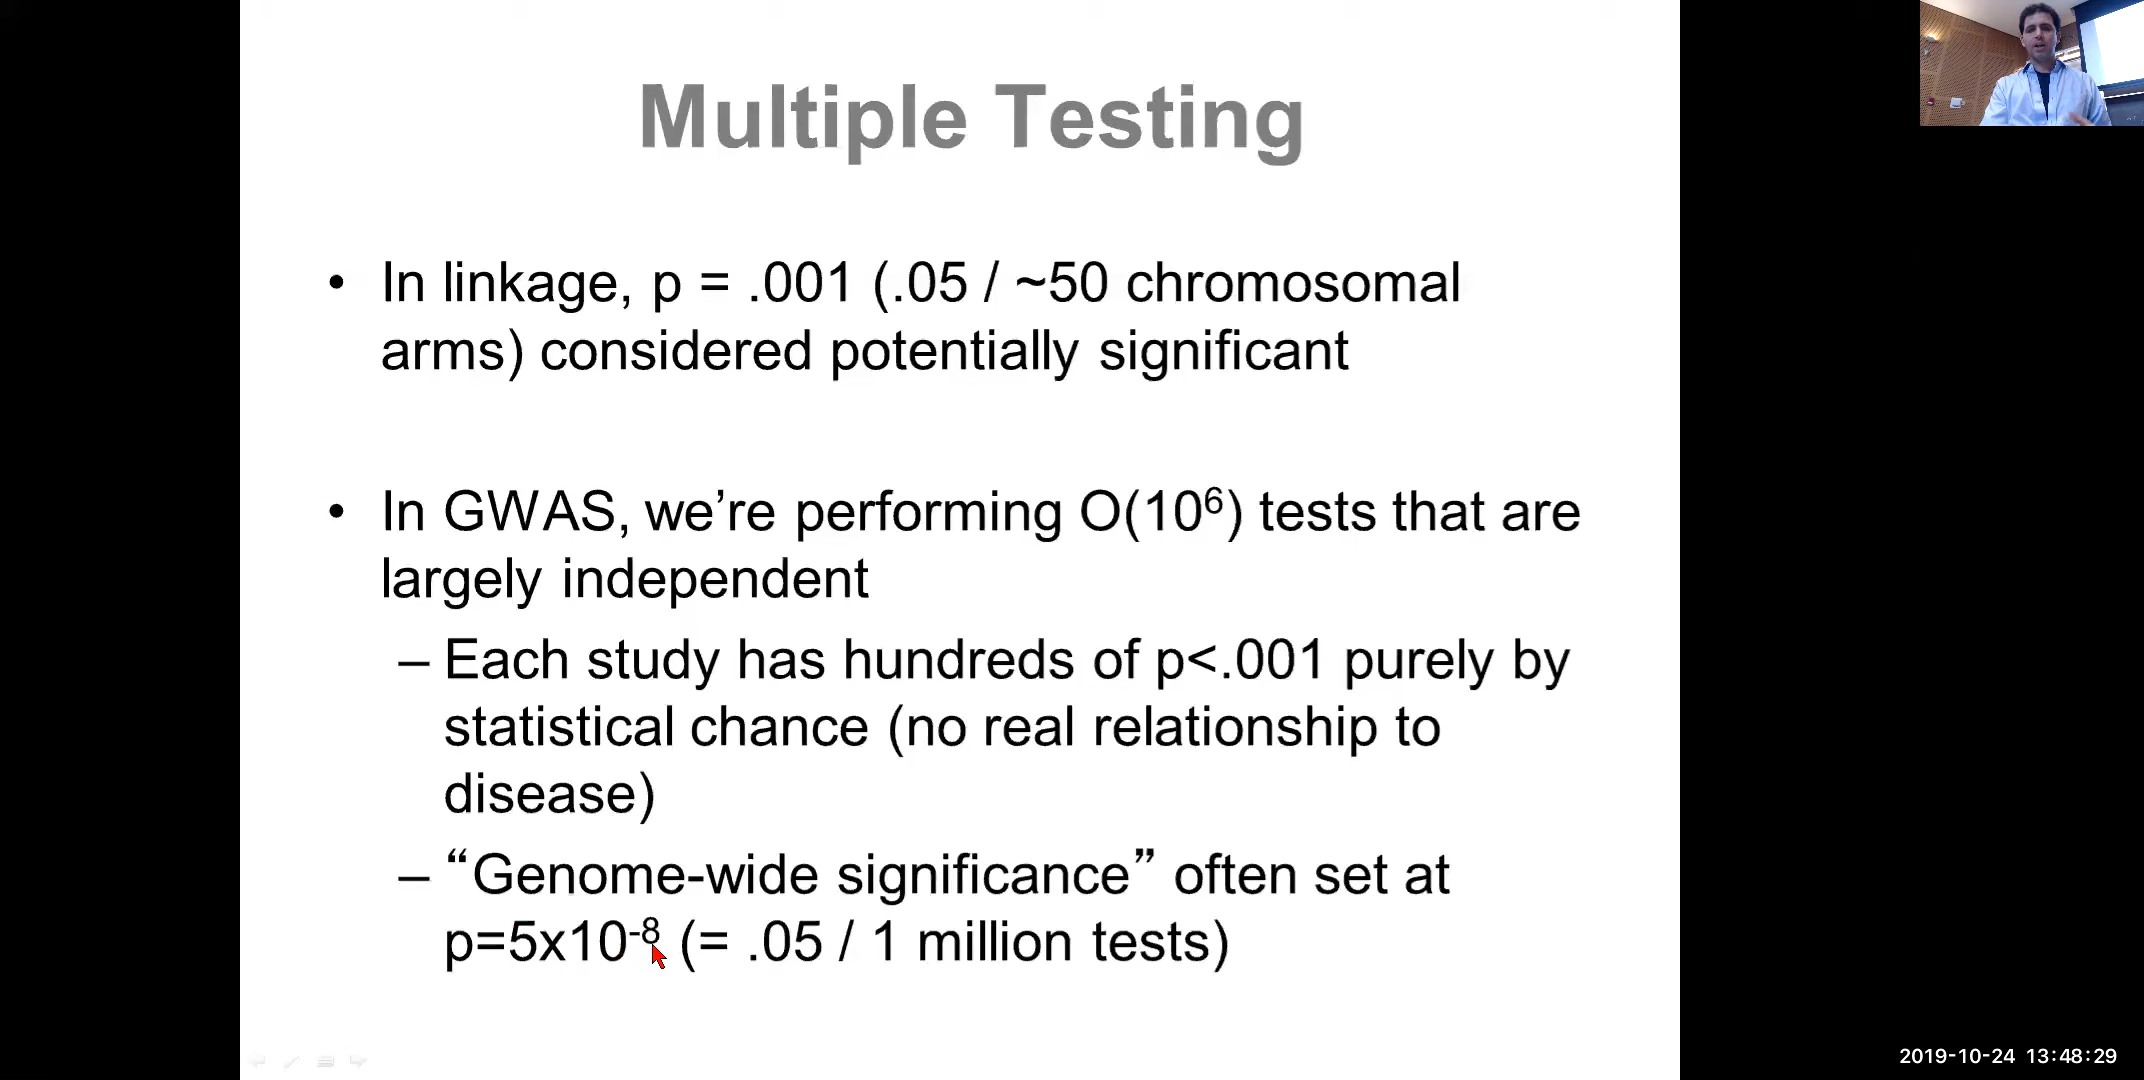 Multiple Testing
• In linkage, p = .001 (.05 / ~50 chromosomal
arms) considered potentially significant
• In GWAS, we’re performing O(10⁶) tests that are
largely independent
– Each study has hundreds of p<.001 purely by
statistical chance (no real relationship to
disease)
– “Genome-wide significance” often set at
p=5x10⁻⁸ (= .05 / 1 million tests)
2019-10-24 13:48:29